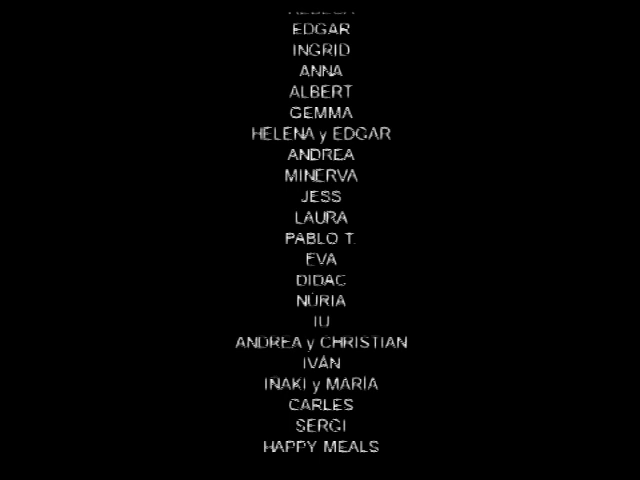 EDGAR
INGRID
ANNA
ALBERT
GEMMA
HELENA y EDGAR
ANDREA
MINERVA
JESS
LAURA
PABLO T.
EVA
DIDAC
NÚRIA
IU
ANDREA y CHRISTIAN
IVÁN
IÑAKI y MARÍA
CARLES
SERGI
HAPPY MEALS